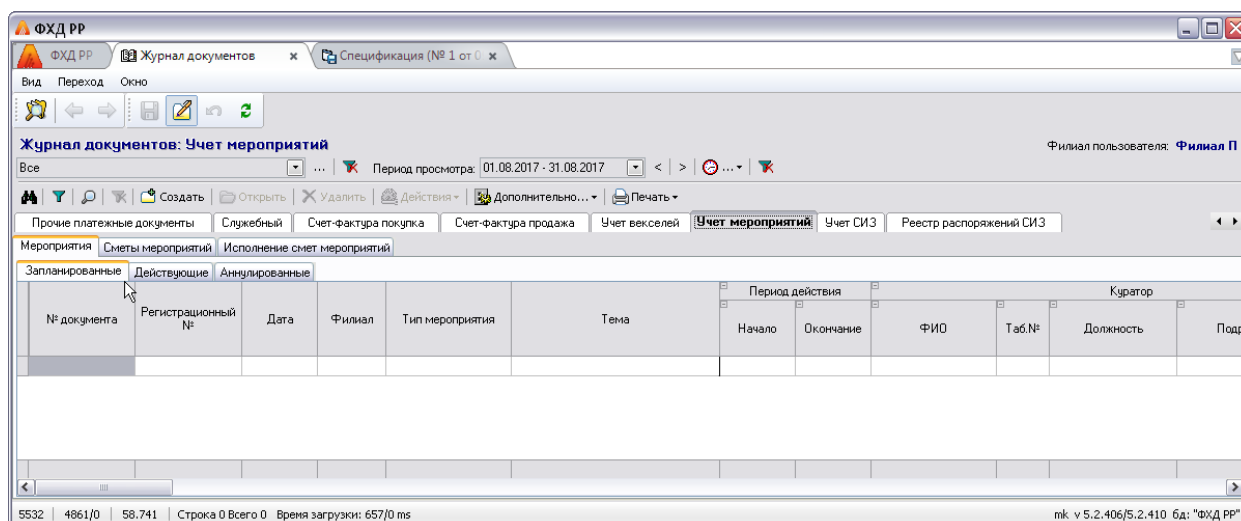 ФХД РР
ФХД РР Журнал документов Спецификация (№ 1 от 0
Вид Переход Окно
Журнал документов: Учет мероприятий Филиал пользователя: Филиал П
Все ... Период просмотра: 01.08.2017 - 31.08.2017 < > ...
Создать Открыть Удалить Действия Дополнительно... Печать
Прочие платежные документы Служебный Счет-фактура покупка Счет-фактура продажа Учет векселей Учет мероприятий Учет СИЗ Реестр распоряжений СИЗ
Мероприятия Сметы мероприятий Исполнение смет мероприятий
Запланированные Действующие Аннулированные
Период действия Куратор
№ документа Регистрационный № Дата Филиал Тип мероприятия Тема Начало Окончание ФИО Таб.№ Должность Подр
5532 4861/0 58.741 Строка 0 Всего 0 Время загрузки: 657/0 ms mk v 5.2.406/5.2.410 бд: "ФХД РР"